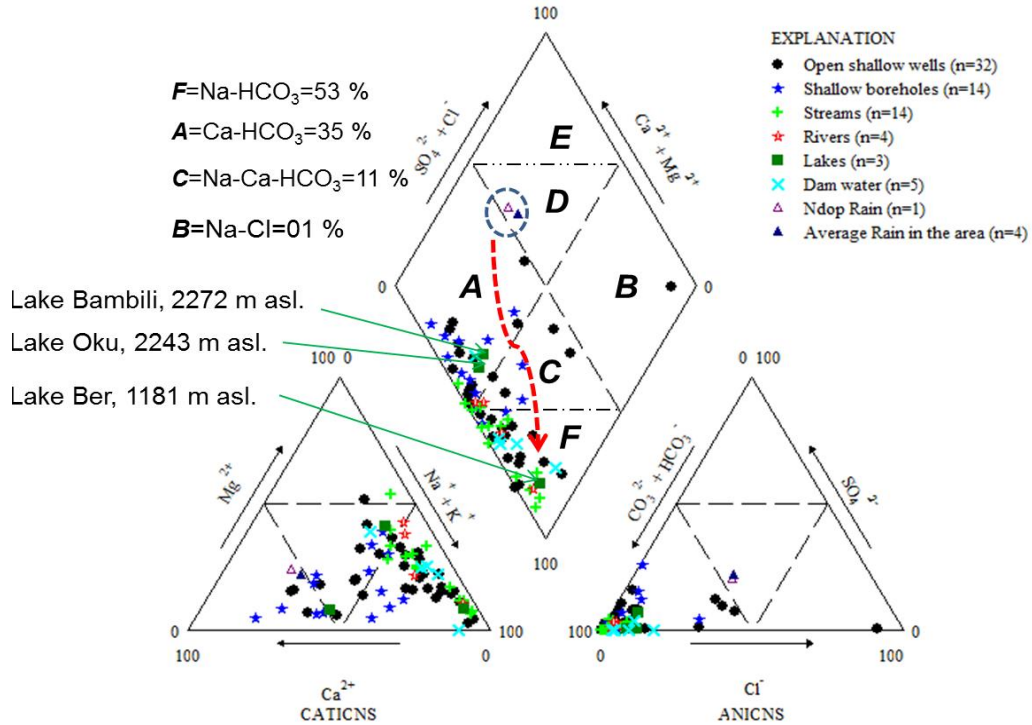 100
F=Na-HCO3=53 %
A=Ca-HCO3=35 %
C=Na-Ca-HCO3=11 %
B=Na-Cl=01 %
SO4 2- +Cl-
Ca 2+ +Mg 2+
E
D
A
B
C
F
0
0
EXPLANATION
Open shallow wells (n=32)
Shallow boreholes (n=14)
Streams (n=14)
Rivers (n=4)
Lakes (n=3)
Dam water (n=5)
Ndop Rain (n=1)
Average Rain in the area (n=4)
Lake Bambili, 2272 m asl.
Lake Oku, 2243 m asl.
Lake Ber, 1181 m asl.
100 0
0 100
Mg 2+
Na + +K +
CO3 2- +HCO3 -
SO4 2-
100
0
100
100
0
100
0
0
100
Ca2+
CATICNS
Cl-
ANICNS